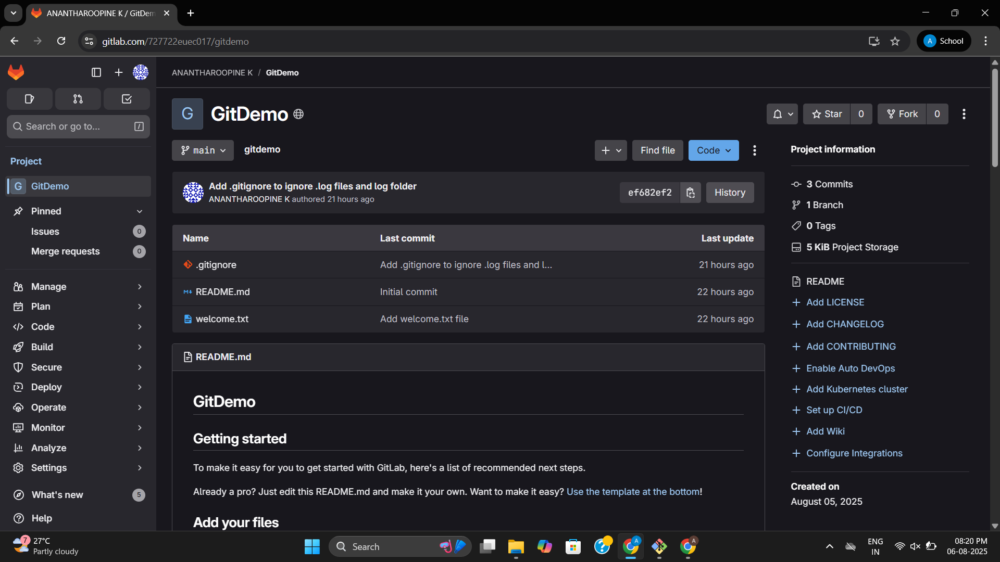 ANANTHAROOPINE K / GitDem
gitlab.com/727722euec017/gitdemo
A School
ANANTHAROOPINE K / GitDemo
Search or go to... /
Project
G GitDemo
Pinned
Issues 0
Merge requests 0
Manage
Plan
Code
Build
Secure
Deploy
Operate
Monitor
Analyze
Settings
What's new 5
Help
G GitDemo
Star 0 Fork 0
main gitdemo Find file Code
Add .gitignore to ignore .log files and log folder
ANANTHAROOPINE K authored 21 hours ago
ef682ef2 History
Name Last commit Last update
.gitignore Add .gitignore to ignore .log files and l... 21 hours ago
README.md Initial commit 22 hours ago
welcome.txt Add welcome.txt file 22 hours ago
README.md
GitDemo
Getting started
To make it easy for you to get started with GitLab, here's a list of recommended next steps.
Already a pro? Just edit this README.md and make it your own. Want to make it easy? Use the template at the bottom!
Add your files
Project information
3 Commits
1 Branch
0 Tags
5 KiB Project Storage
README
Add LICENSE
Add CHANGELOG
Add CONTRIBUTING
Enable Auto DevOps
Add Kubernetes cluster
Set up CI/CD
Add Wiki
Configure Integrations
Created on
August 05, 2025
7 27°C
Partly cloudy
Search
A
A
ENG
IN
08:20 PM
06-08-2025